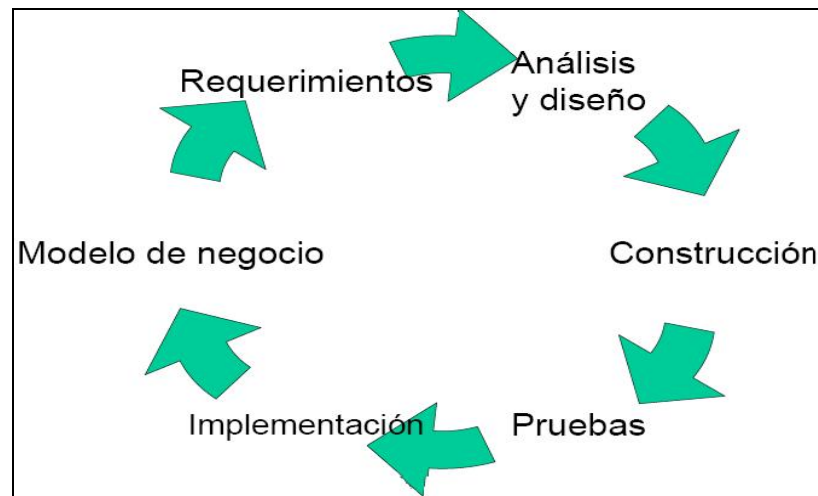 Requerimientos
Análisis
y diseño
Modelo de negocio
Construcción
Implementación
Pruebas